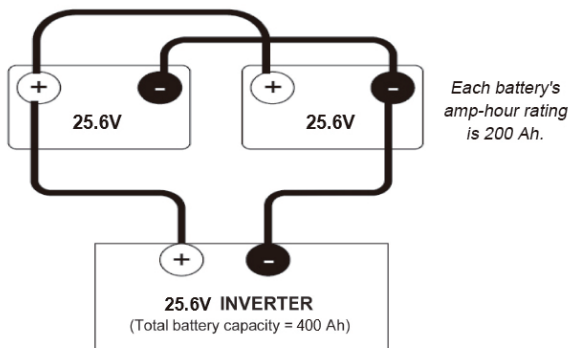 + - + -
25.6V 25.6V
Each battery's
amp-hour rating
is 200 Ah.
+ -
25.6V INVERTER
(Total battery capacity = 400 Ah)